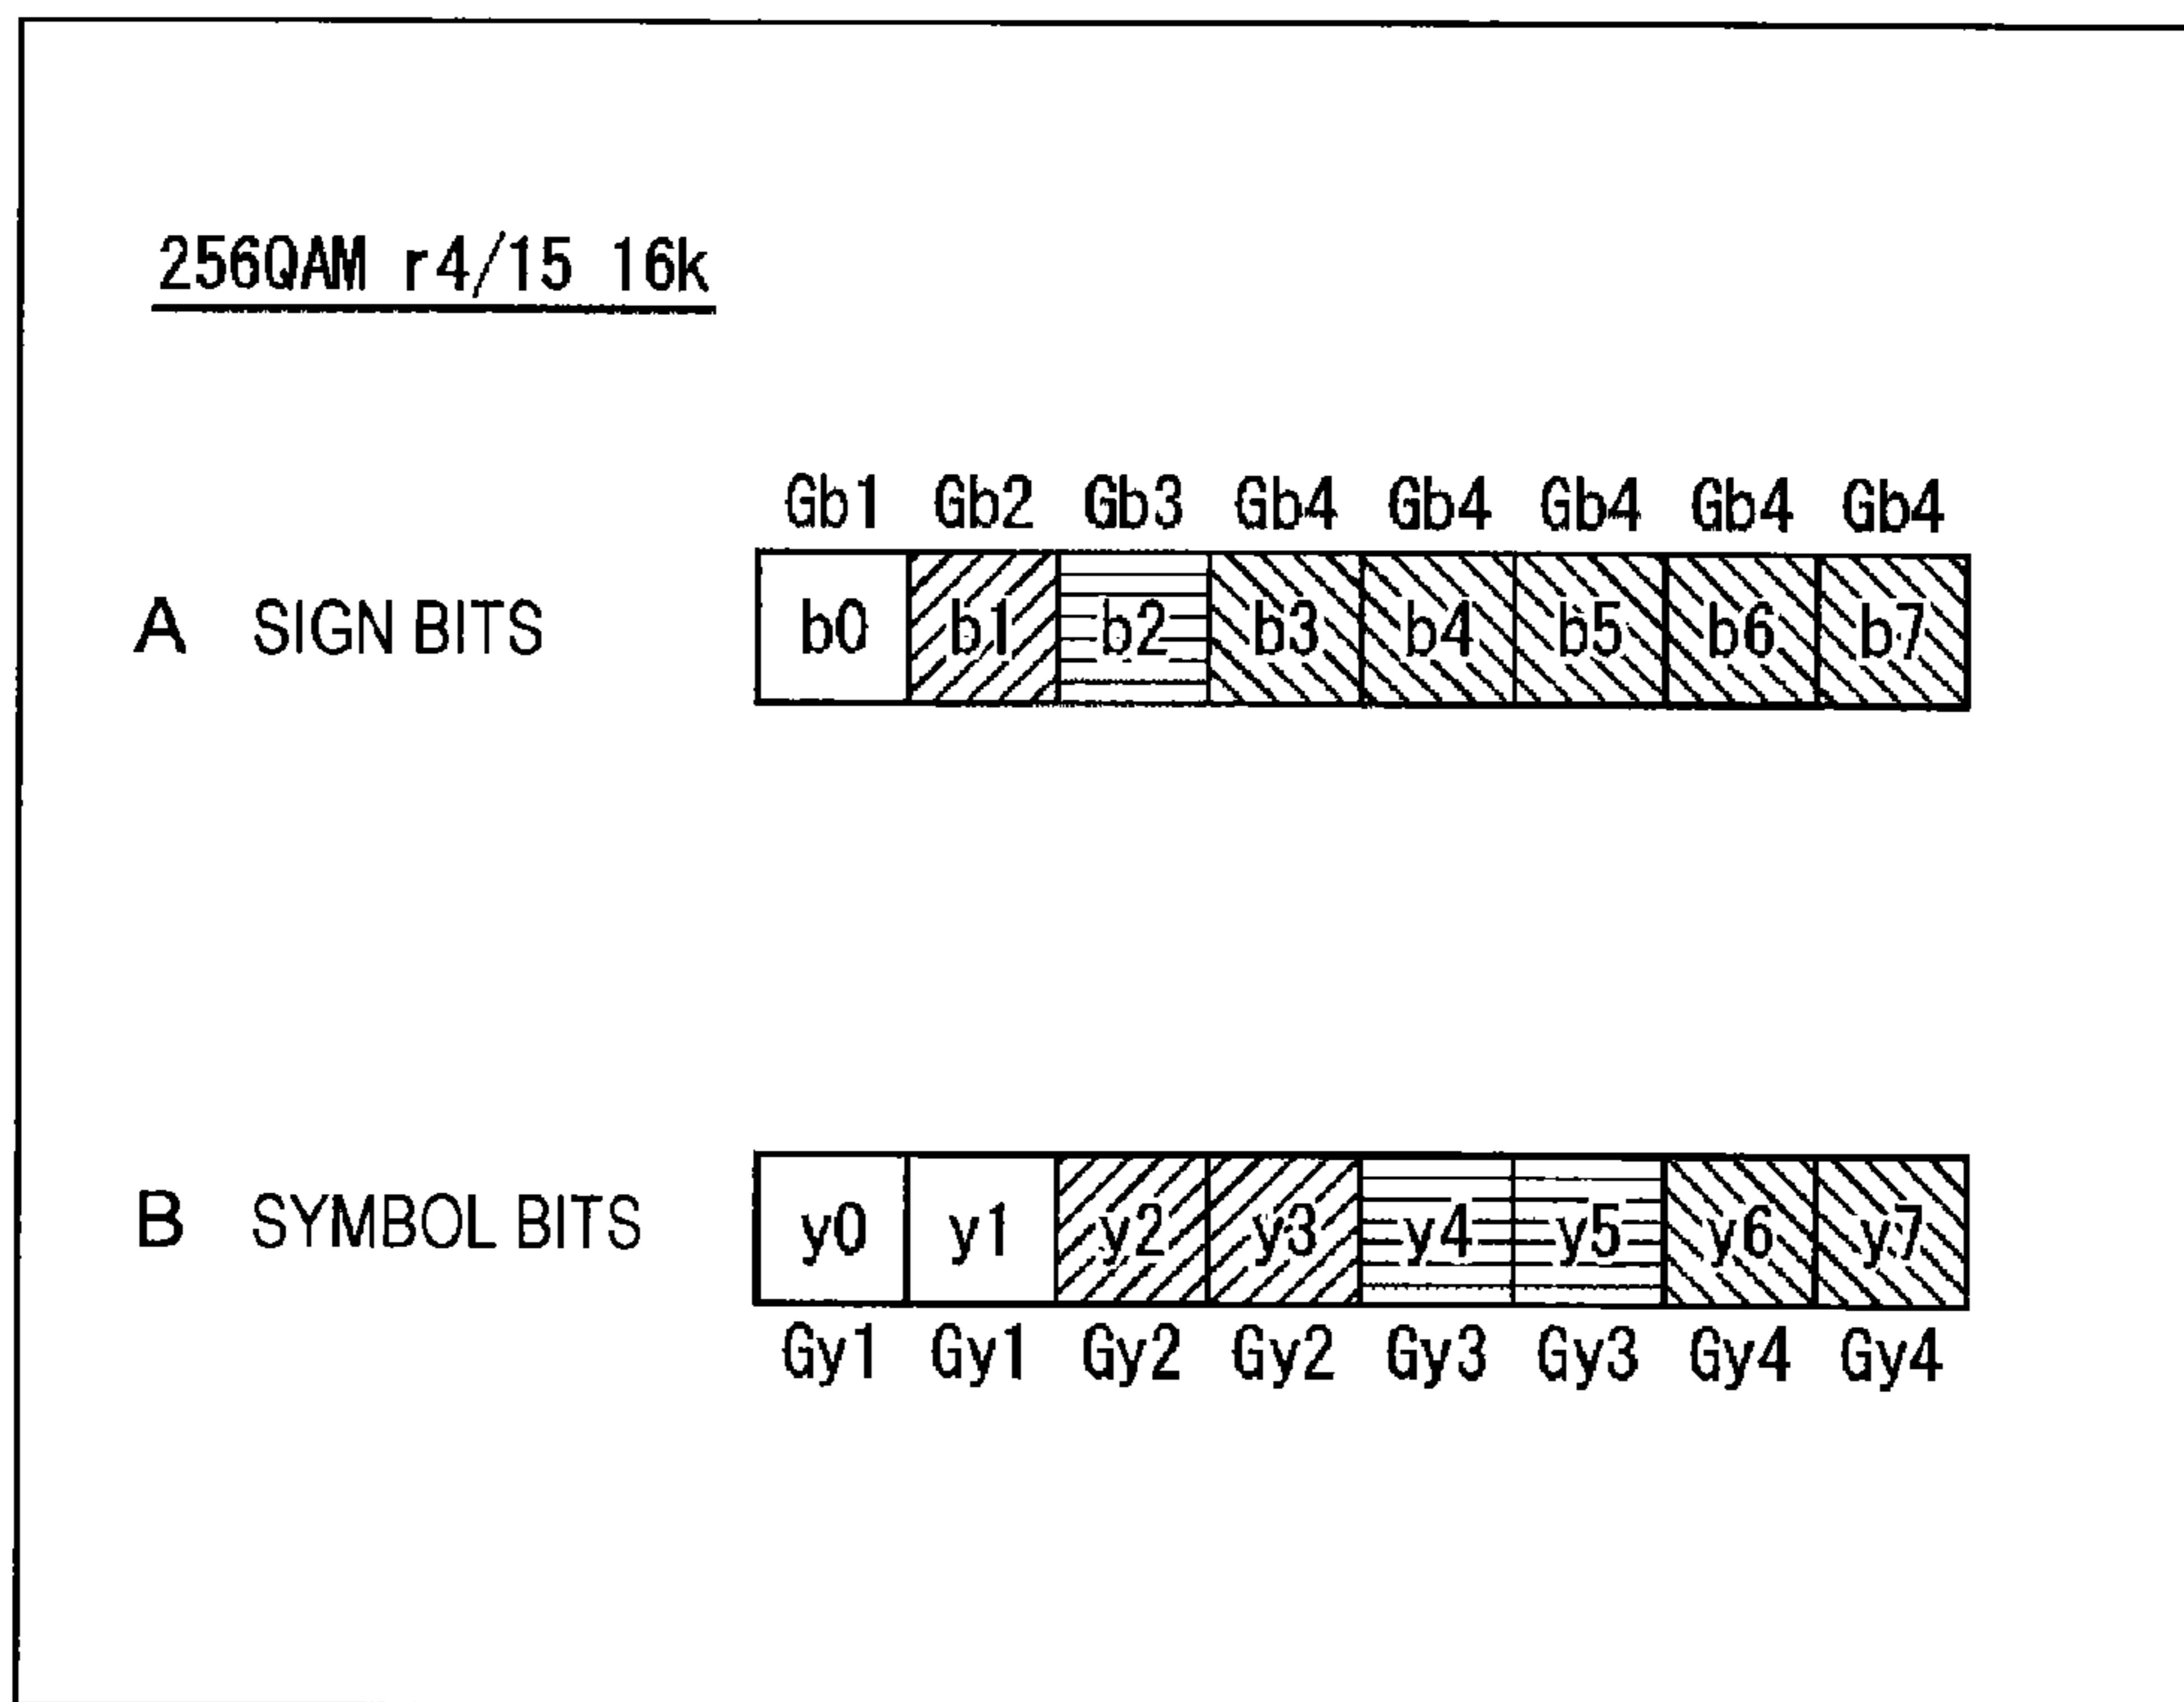 256QAM r4/15 16k
Gb1 Gb2 Gb3 Gb4 Gb4 Gb4 Gb4 Gb4
A SIGN BITS b0 b1 b2 b3 b4 b5 b6 b7
B SYMBOL BITS y0 y1 y2 y3 y4 y5 y6 y7
Gy1 Gy1 Gy2 Gy2 Gy3 Gy3 Gy4 Gy4